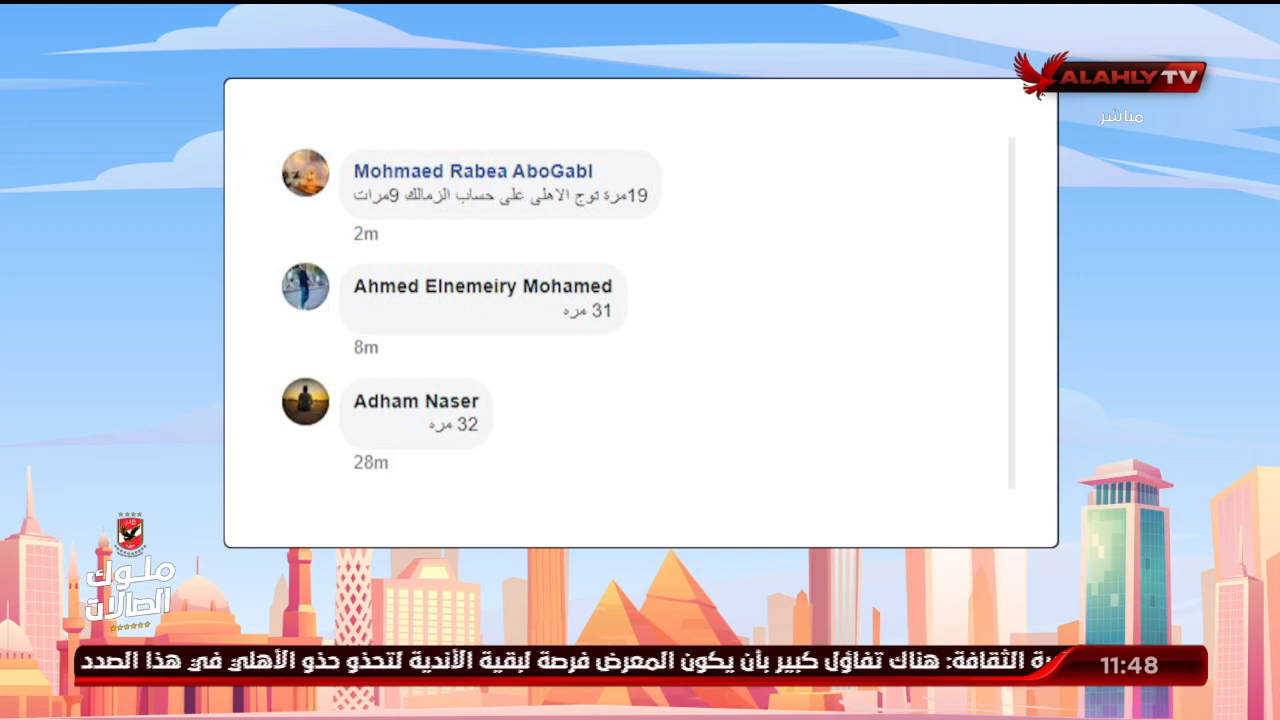 ALAHLY TV
مباشر
Mohmaed Rabea AboGabl
19مرة توج الاهلى على حساب الزمالك 9مرات
2m
Ahmed Elnemeiry Mohamed
31 مره
8m
Adham Naser
32 مره
28m
ملوك
الصالات
ة الثقافة: هناك تفاؤل كبير بأن يكون المعرض فرصة لبقية الأندية لتحذو حذو الأهلي في هذا الصدد
11:48